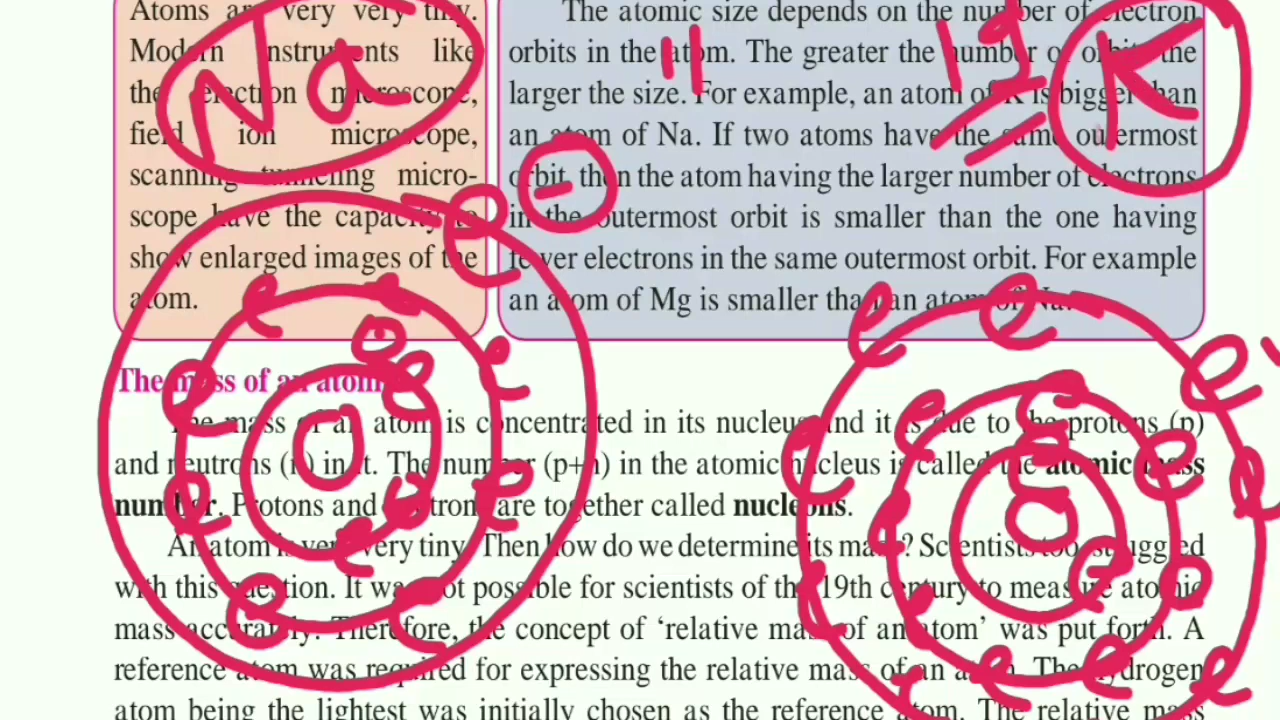 Atoms are very very tiny.
Modern instruments like
the electron microscope,
field ion microscope,
scanning tunneling micro-
scope have the capacity to
show enlarged images of the
atom.
The atomic size depends on the number of electron
orbits in the atom. The greater the number of orbits the
larger the size. For example, an atom of K is bigger than
an atom of Na. If two atoms have the same outermost
orbit, then the atom having the larger number of electrons
in the outermost orbit is smaller than the one having
fewer electrons in the same outermost orbit. For example
an atom of Mg is smaller than an atom of Na.
Na
11
19 K
The mass of an atom
The mass of an atom is concentrated in its nucleus and it is due to the protons (p)
and neutrons (n) in it. The number (p+n) in the atomic nucleus is called the atomic mass
number. Protons and neutrons are together called nucleons.
An atom is very very tiny. Then how do we determine its mass? Scientists too struggled
with this question. It was not possible for scientists of the 19th century to measure atomic
mass accurately. Therefore, the concept of ‘relative mass of an atom’ was put forth. A
reference atom was required for expressing the relative mass of an atom. The hydrogen
atom being the lightest was initially chosen as the reference atom. The relative mass